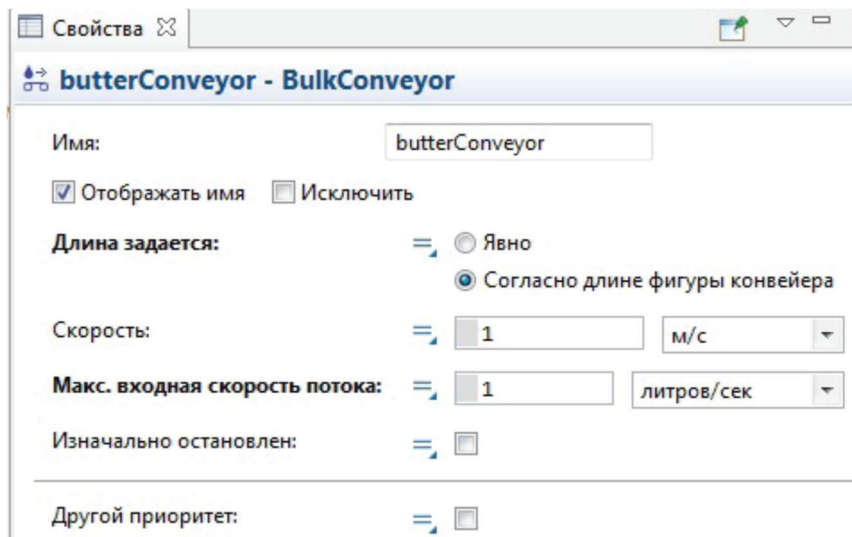 Свойства
butterConveyor - BulkConveyor
Имя: butterConveyor
Отображать имя Исключить
Длина задается: Явно
Согласно длине фигуры конвейера
Скорость: 1 м/с
Макс. входная скорость потока: 1 литров/сек
Изначально остановлен:
Другой приоритет: